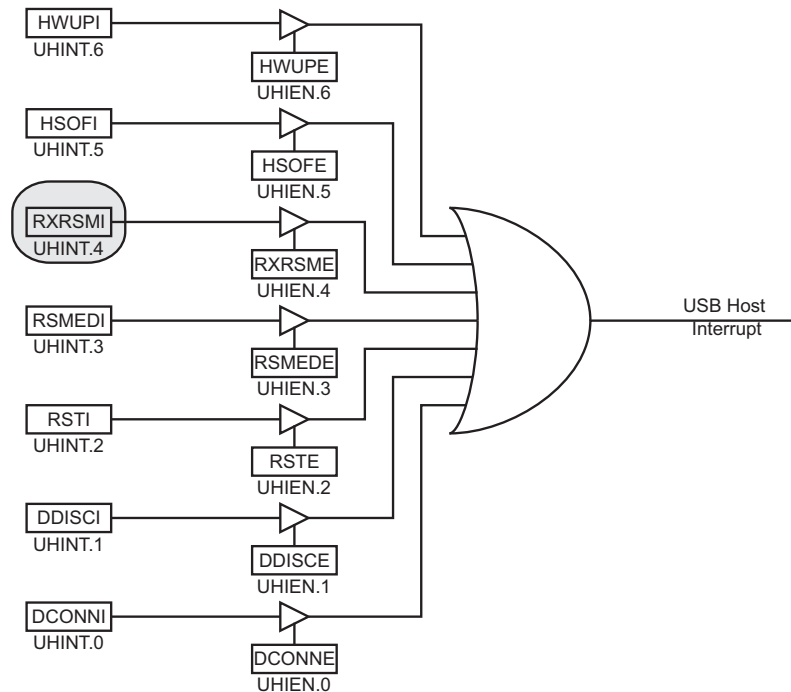 HWUPI
UHINT.6
HWUPE
UHIEN.6
HSOFI
UHINT.5
HSOFE
UHIEN.5
RXRSMI
UHINT.4
RXRSME
UHIEN.4
RSMEDI
UHINT.3
RSMEDE
UHIEN.3
RSTI
UHINT.2
RSTE
UHIEN.2
DDISCI
UHINT.1
DDISCE
UHIEN.1
DCONNI
UHINT.0
DCONNE
UHIEN.0
USB Host
Interrupt